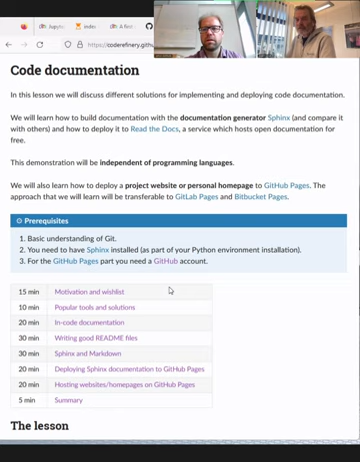 https://coderefinery.gith
Code documentation
In this lesson we will discuss different solutions for implementing and deploying code documentation.
We will learn how to build documentation with the documentation generator Sphinx (and compare it
with others) and how to deploy it to Read the Docs, a service which hosts open documentation for
free.
This demonstration will be independent of programming languages.
We will also learn how to deploy a project website or personal homepage to GitHub Pages. The
approach that we will learn will be transferable to GitLab Pages and Bitbucket Pages.
Prerequisites
1. Basic understanding of Git.
2. You need to have Sphinx installed (as part of your Python environment installation).
3. For the GitHub Pages part you need a GitHub account.
15 min Motivation and wishlist
10 min Popular tools and solutions
20 min In-code documentation
30 min Writing good README files
30 min Sphinx and Markdown
20 min Deploying Sphinx documentation to GitHub Pages
20 min Hosting websites/homepages on GitHub Pages
5 min Summary
The lesson